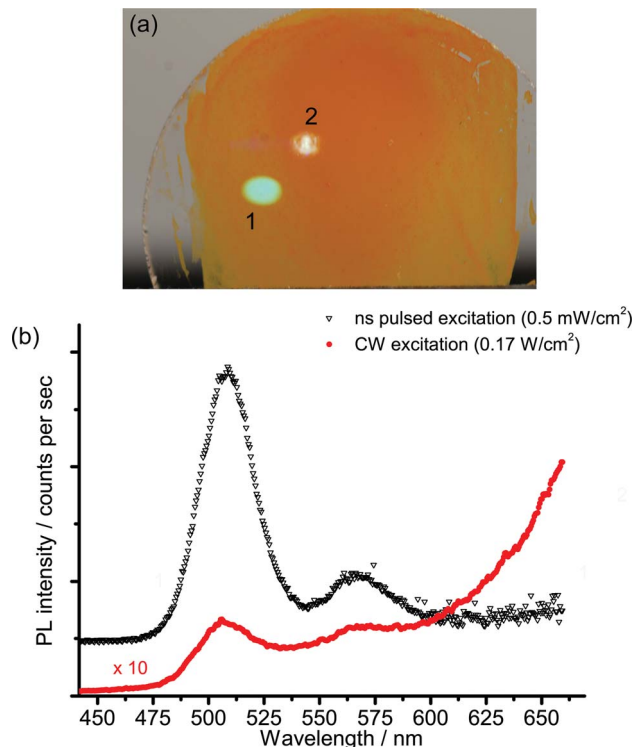 (a)
2
1
(b)
▿ ns pulsed excitation (0.5 mW/cm²)
● CW excitation (0.17 W/cm²)
PL intensity / counts per sec
x 10
450 475 500 525 550 575 600 625 650
Wavelength / nm